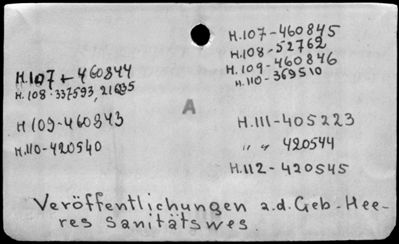 H.107-460844
H.108-337593, 21635
H 109-460843
H.110-420540
A
H.107-460845
H.108-52762
H.109-460846
H.110-369510
H.111-405223
" " 420544
H.112-420545
Veröffentlichungen a.d. Geb-Hee-
res Sanitätswes.